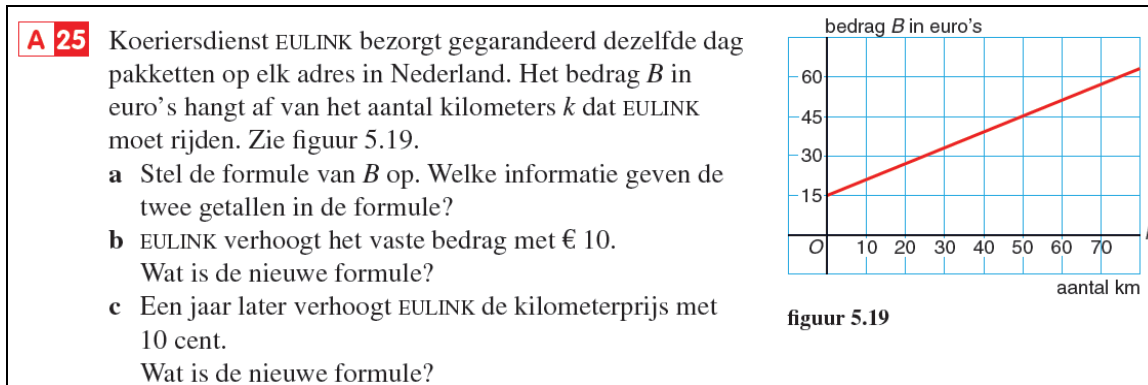 A 25 Koeriersdienst EULINK bezorgt gegarandeerd dezelfde dag
pakketten op elk adres in Nederland. Het bedrag B in
euro's hangt af van het aantal kilometers k dat EULINK
moet rijden. Zie figuur 5.19.
a Stel de formule van B op. Welke informatie geven de
twee getallen in de formule?
b EULINK verhoogt het vaste bedrag met € 10.
Wat is de nieuwe formule?
c Een jaar later verhoogt EULINK de kilometerprijs met
10 cent.
Wat is de nieuwe formule?
bedrag B in euro's
60
45
30
15
O 10 20 30 40 50 60 70
aantal km
figuur 5.19